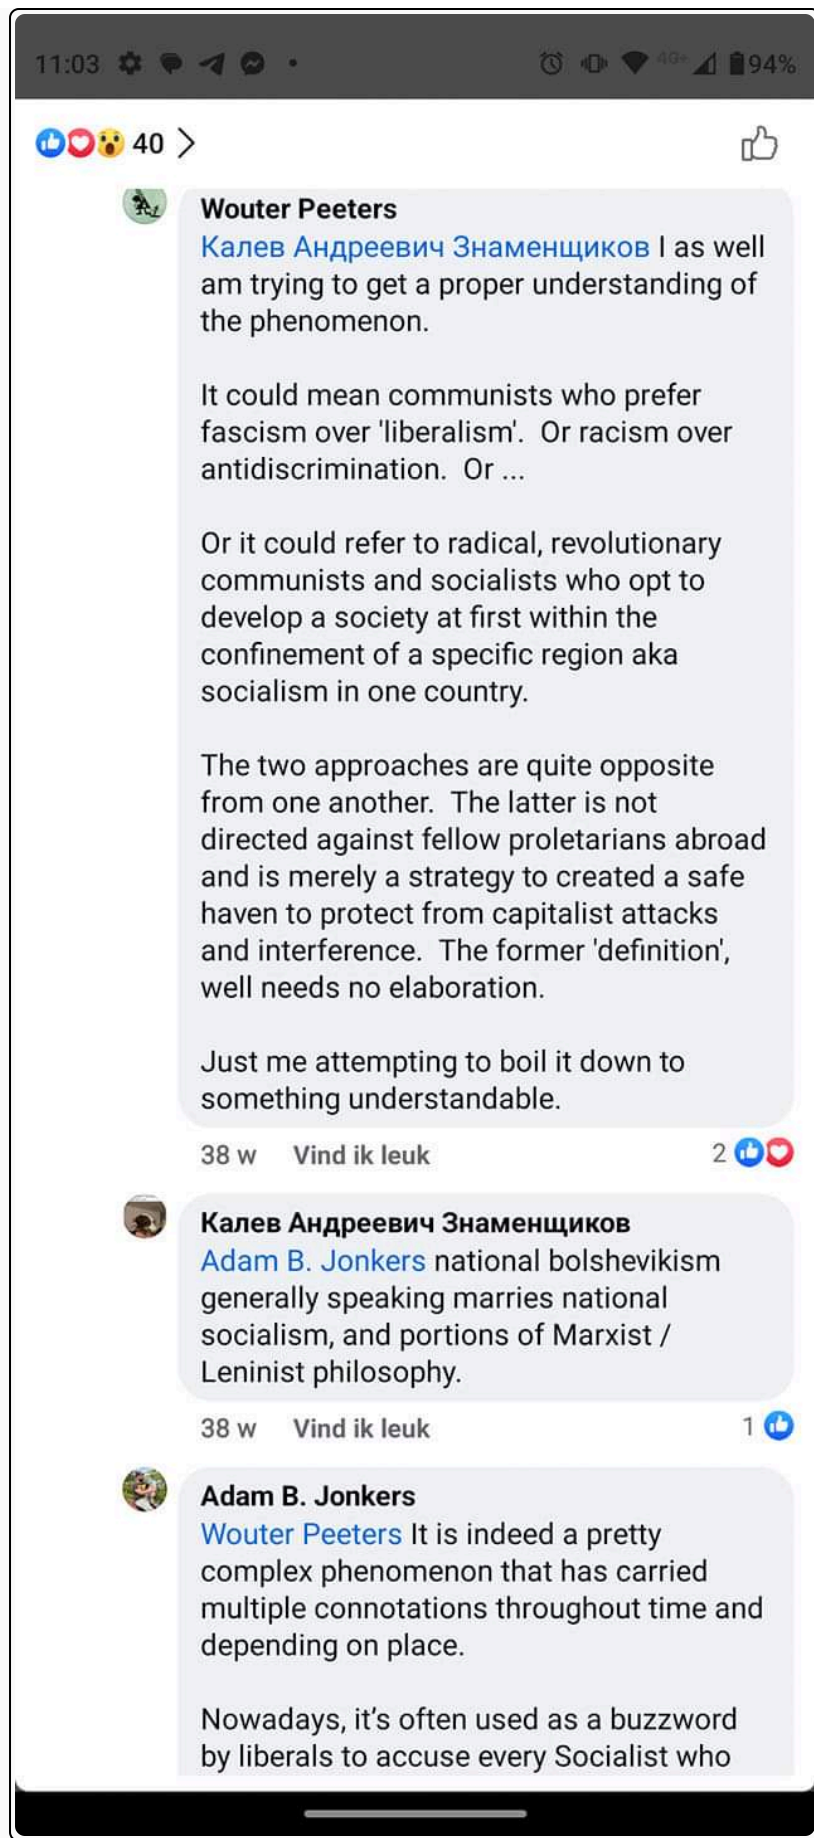 11:03
4G+ 94%
40
Wouter Peeters
Калев Андреевич Знаменщиков I as well
am trying to get a proper understanding of
the phenomenon.
It could mean communists who prefer
fascism over 'liberalism'.  Or racism over
antidiscrimination.  Or ...
Or it could refer to radical, revolutionary
communists and socialists who opt to
develop a society at first within the
confinement of a specific region aka
socialism in one country.
The two approaches are quite opposite
from one another.  The latter is not
directed against fellow proletarians abroad
and is merely a strategy to created a safe
haven to protect from capitalist attacks
and interference.  The former 'definition',
well needs no elaboration.
Just me attempting to boil it down to
something understandable.
38 w Vind ik leuk 2
Калев Андреевич Знаменщиков
Adam B. Jonkers national bolshevikism
generally speaking marries national
socialism, and portions of Marxist /
Leninist philosophy.
38 w Vind ik leuk 1
Adam B. Jonkers
Wouter Peeters It is indeed a pretty
complex phenomenon that has carried
multiple connotations throughout time and
depending on place.
Nowadays, it’s often used as a buzzword
by liberals to accuse every Socialist who